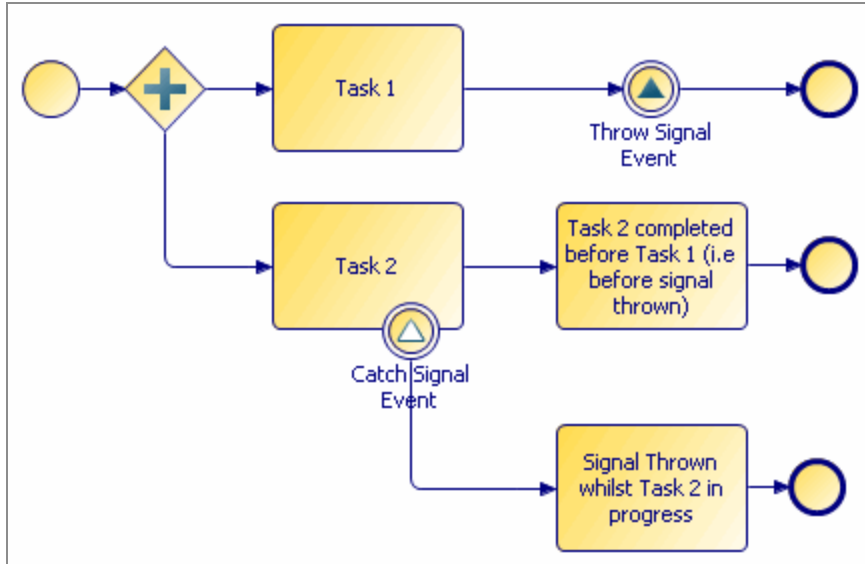 Task 1
Throw Signal
Event
Task 2
Task 2 completed
before Task 1 (i.e
before signal
thrown)
Catch Signal
Event
Signal Thrown
whilst Task 2 in
progress